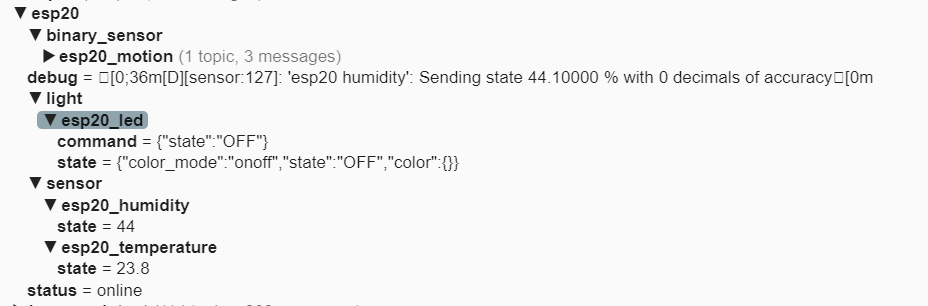 ▼ esp20
▼ binary_sensor
▶ esp20_motion (1 topic, 3 messages)
debug = □[0;36m[D][sensor:127]: 'esp20 humidity': Sending state 44.10000 % with 0 decimals of accuracy□[0m
▼ light
▼ esp20_led
command = {"state":"OFF"}
state = {"color_mode":"onoff","state":"OFF","color":{}}
▼ sensor
▼ esp20_humidity
state = 44
▼ esp20_temperature
state = 23.8
status = online